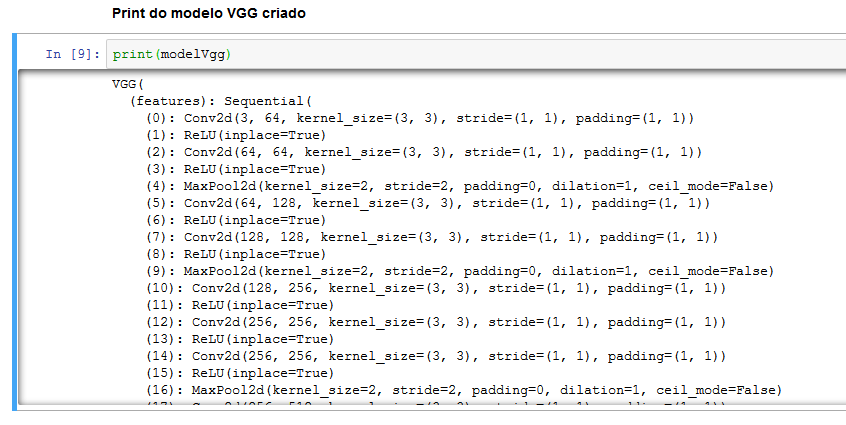 Print do modelo VGG criado
In [9]: print(modelVgg)
VGG(
  (features): Sequential(
    (0): Conv2d(3, 64, kernel_size=(3, 3), stride=(1, 1), padding=(1, 1))
    (1): ReLU(inplace=True)
    (2): Conv2d(64, 64, kernel_size=(3, 3), stride=(1, 1), padding=(1, 1))
    (3): ReLU(inplace=True)
    (4): MaxPool2d(kernel_size=2, stride=2, padding=0, dilation=1, ceil_mode=False)
    (5): Conv2d(64, 128, kernel_size=(3, 3), stride=(1, 1), padding=(1, 1))
    (6): ReLU(inplace=True)
    (7): Conv2d(128, 128, kernel_size=(3, 3), stride=(1, 1), padding=(1, 1))
    (8): ReLU(inplace=True)
    (9): MaxPool2d(kernel_size=2, stride=2, padding=0, dilation=1, ceil_mode=False)
    (10): Conv2d(128, 256, kernel_size=(3, 3), stride=(1, 1), padding=(1, 1))
    (11): ReLU(inplace=True)
    (12): Conv2d(256, 256, kernel_size=(3, 3), stride=(1, 1), padding=(1, 1))
    (13): ReLU(inplace=True)
    (14): Conv2d(256, 256, kernel_size=(3, 3), stride=(1, 1), padding=(1, 1))
    (15): ReLU(inplace=True)
    (16): MaxPool2d(kernel_size=2, stride=2, padding=0, dilation=1, ceil_mode=False)